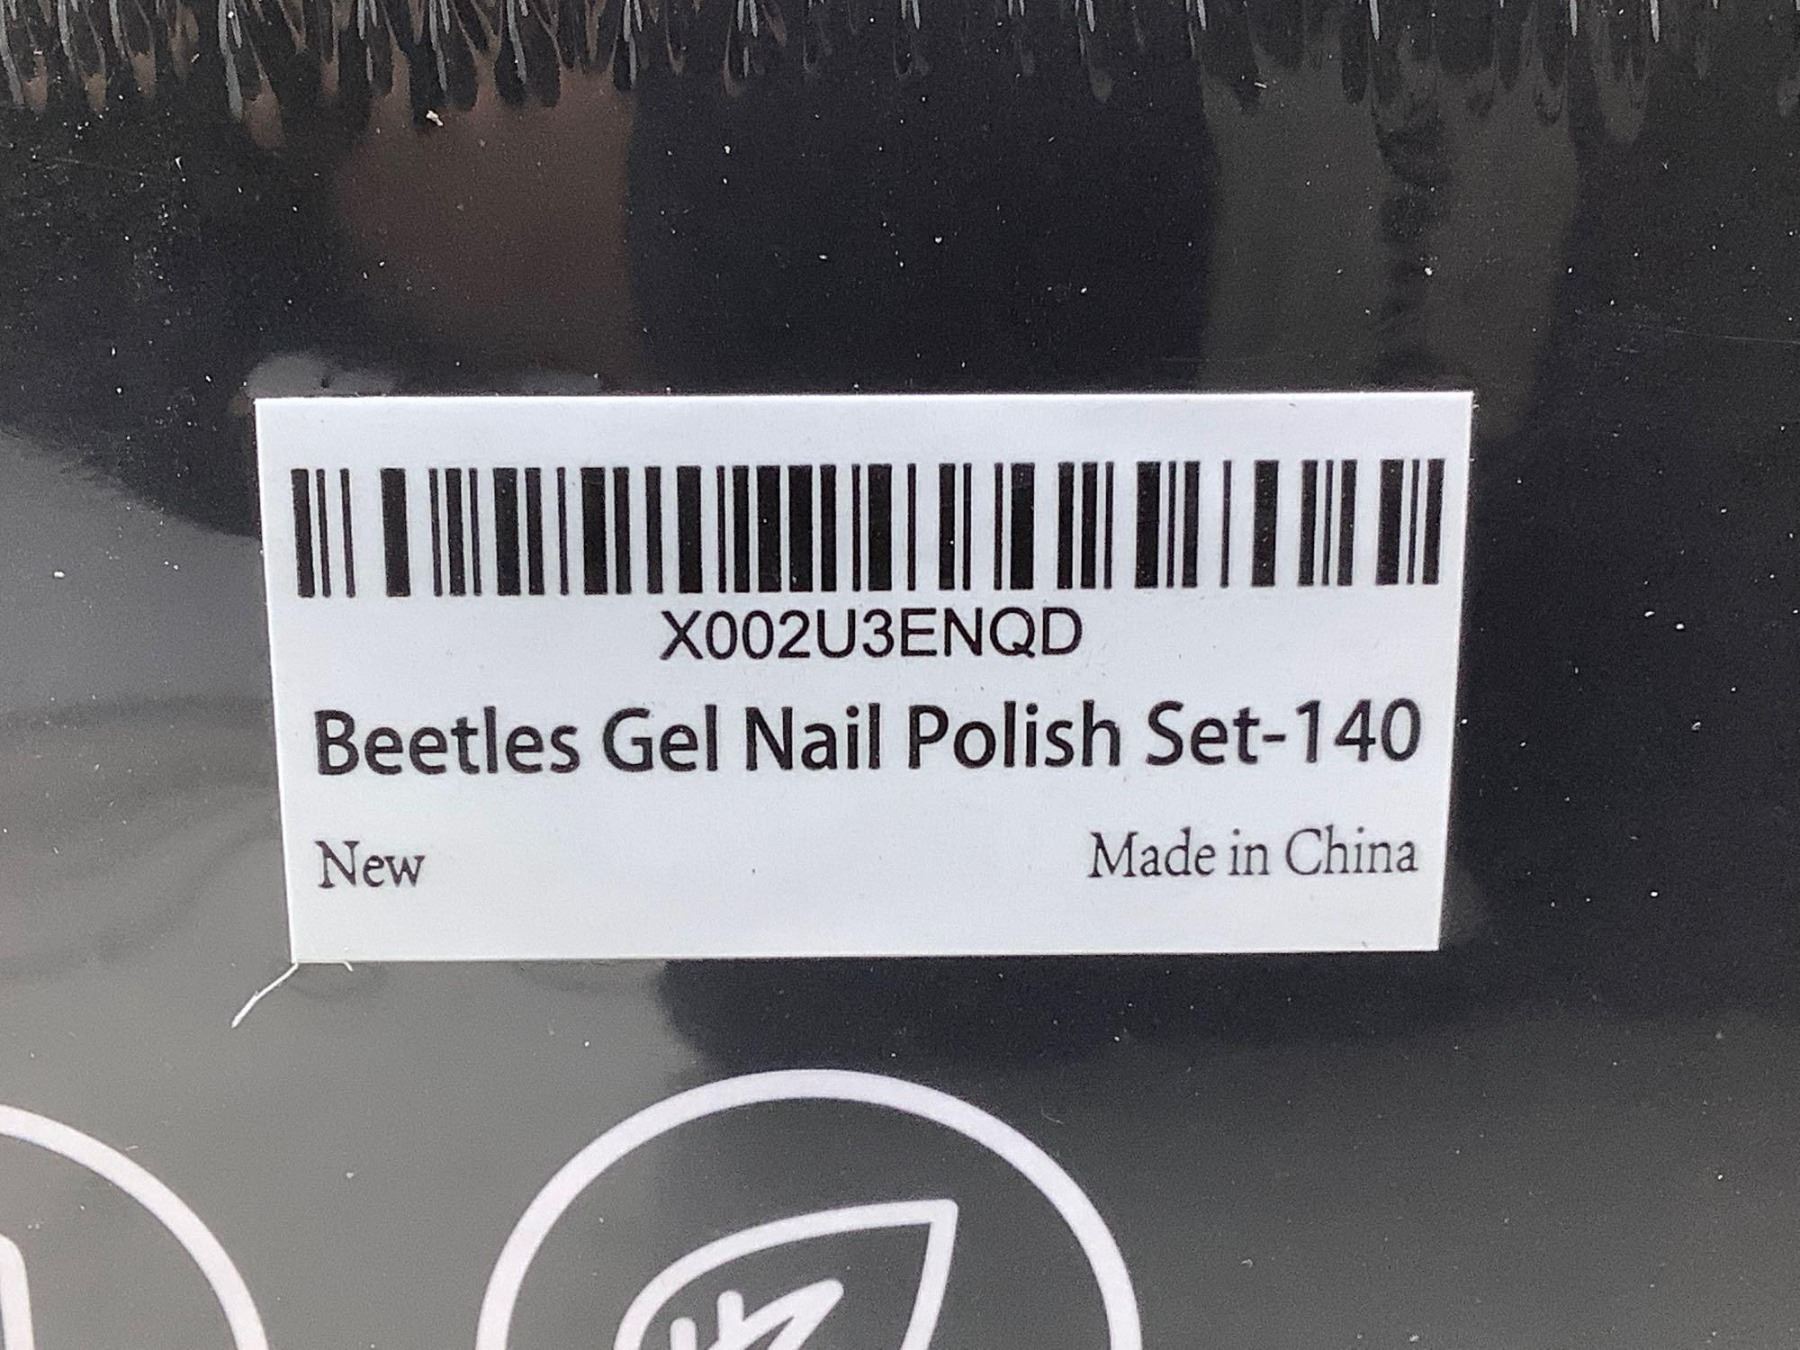 X002U3ENQD
Beetles Gel Nail Polish Set-140
New
Made in China